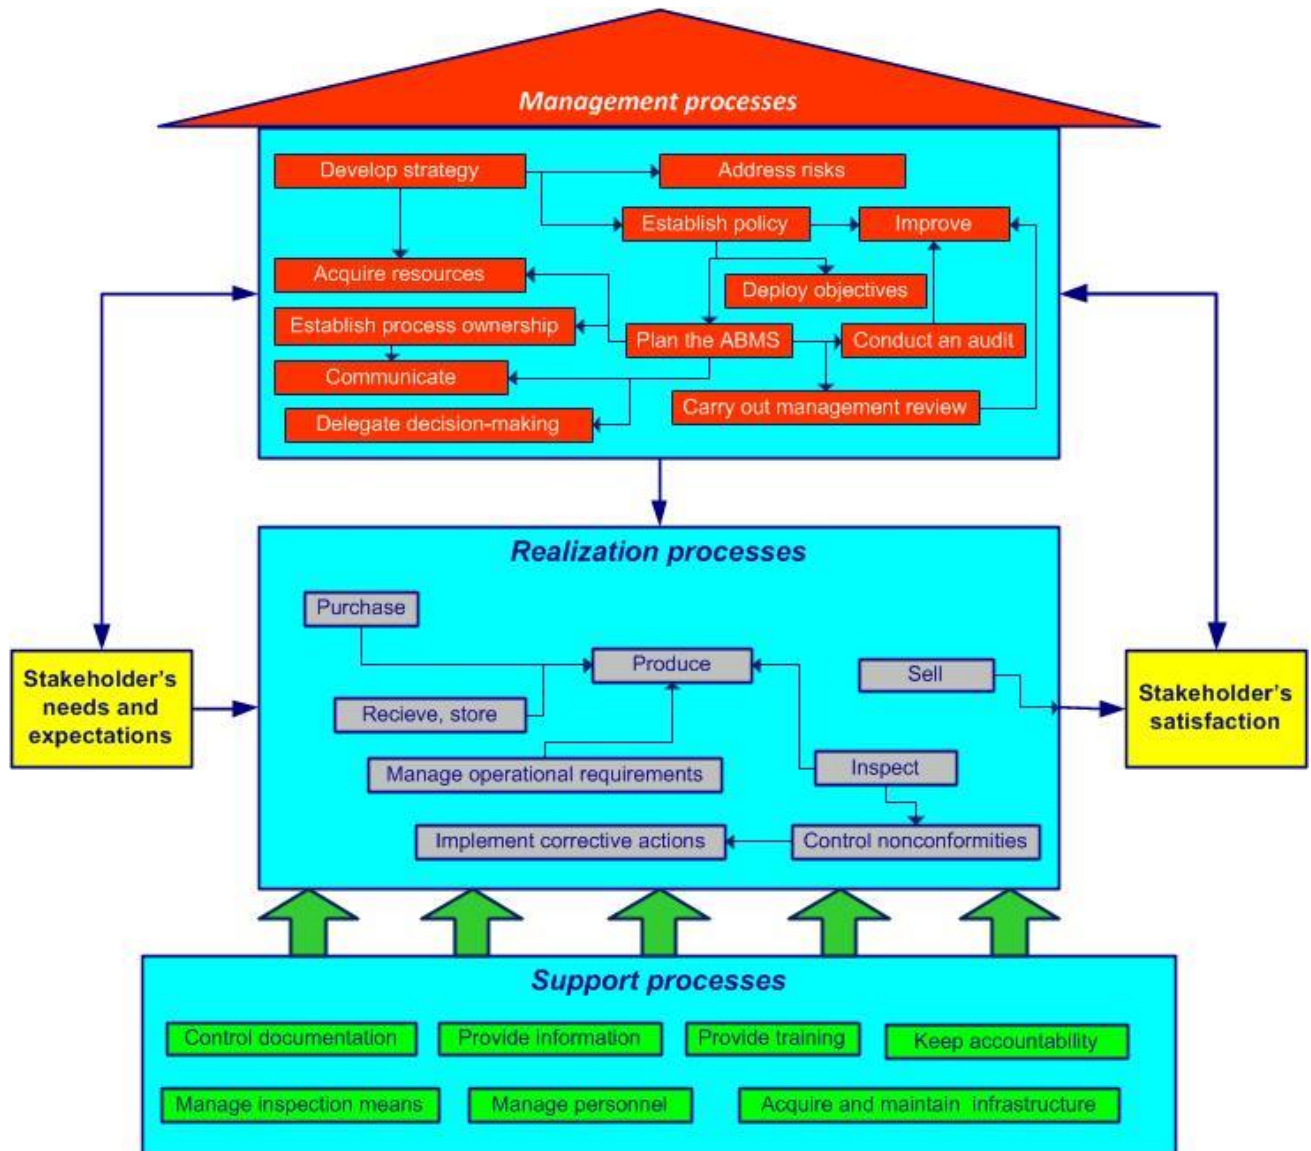 Management processes
Develop strategy
Address risks
Establish policy
Improve
Acquire resources
Deploy objectives
Establish process ownership
Plan the ABMS
Conduct an audit
Communicate
Carry out management review
Delegate decision-making
Realization processes
Purchase
Produce
Sell
Recieve, store
Manage operational requirements
Inspect
Implement corrective actions
Control nonconformities
Stakeholder's
needs and
expectations
Stakeholder's
satisfaction
Support processes
Control documentation
Provide information
Provide training
Keep accountability
Manage inspection means
Manage personnel
Acquire and maintain infrastructure